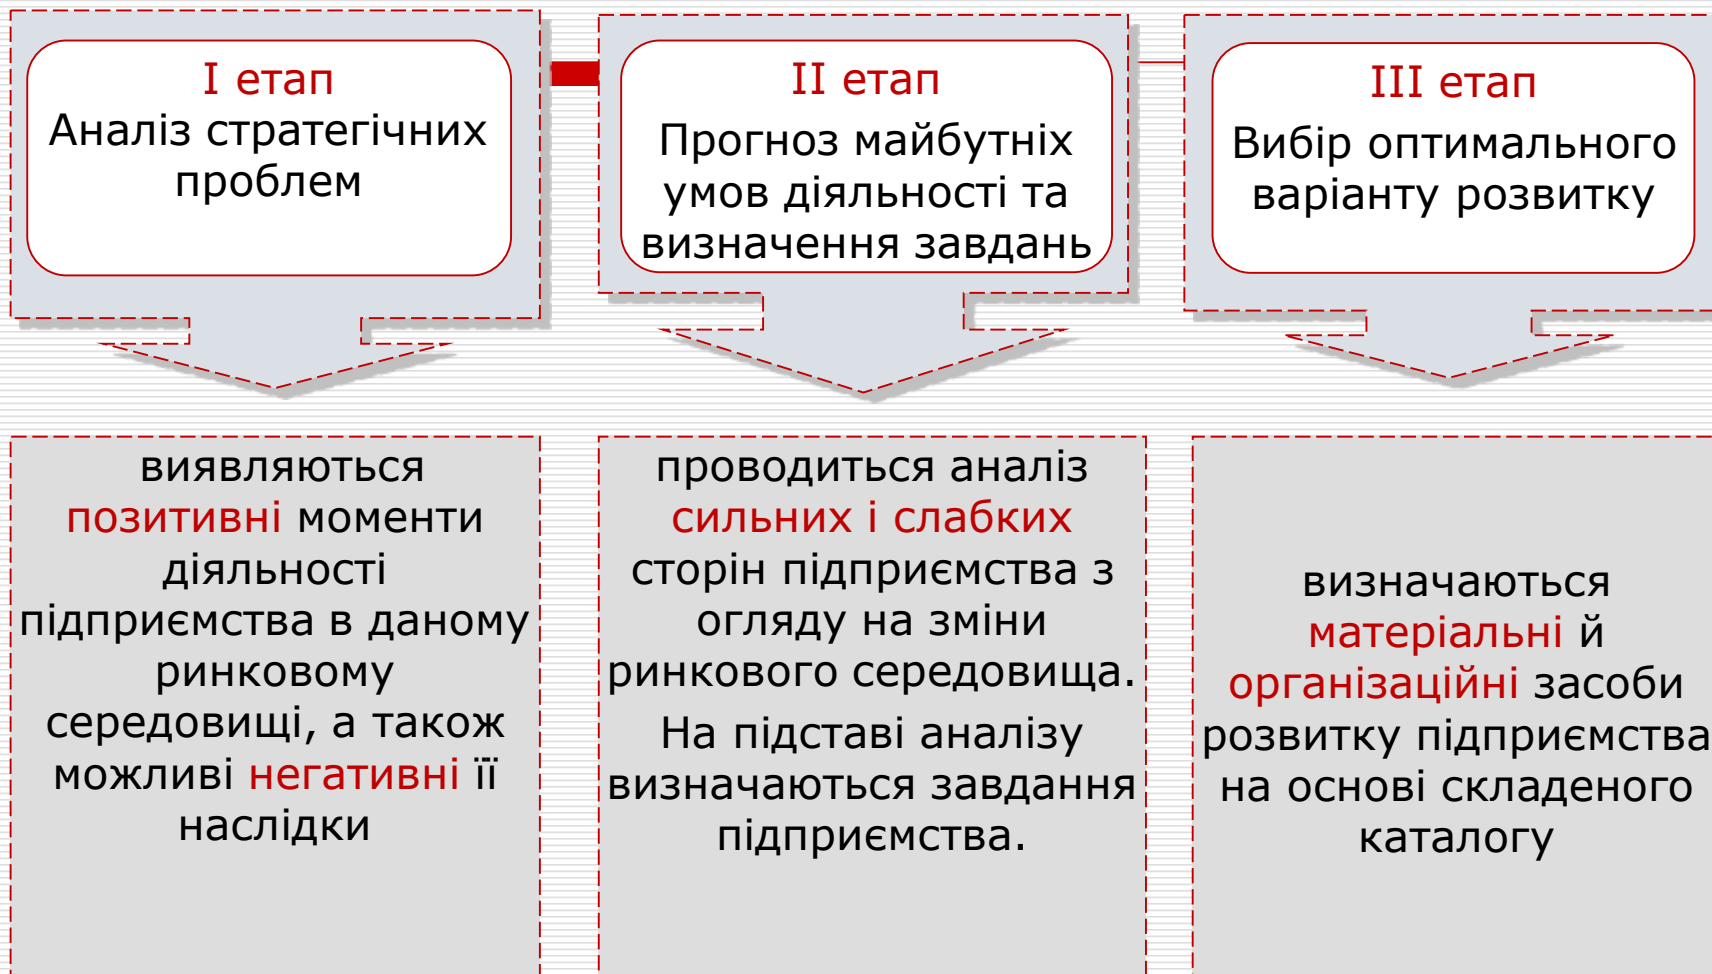 I етап
Аналіз стратегічних
проблем
II етап
Прогноз майбутніх
умов діяльності та
визначення завдань
III етап
Вибір оптимального
варіанту розвитку
виявляються
позитивні моменти
діяльності
підприємства в даному
ринковому
середовищі, а також
можливі негативні її
наслідки
проводиться аналіз
сильних і слабких
сторін підприємства з
огляду на зміни
ринкового середовища.
На підставі аналізу
визначаються завдання
підприємства.
визначаються
матеріальні й
організаційні засоби
розвитку підприємства
на основі складеного
каталогу